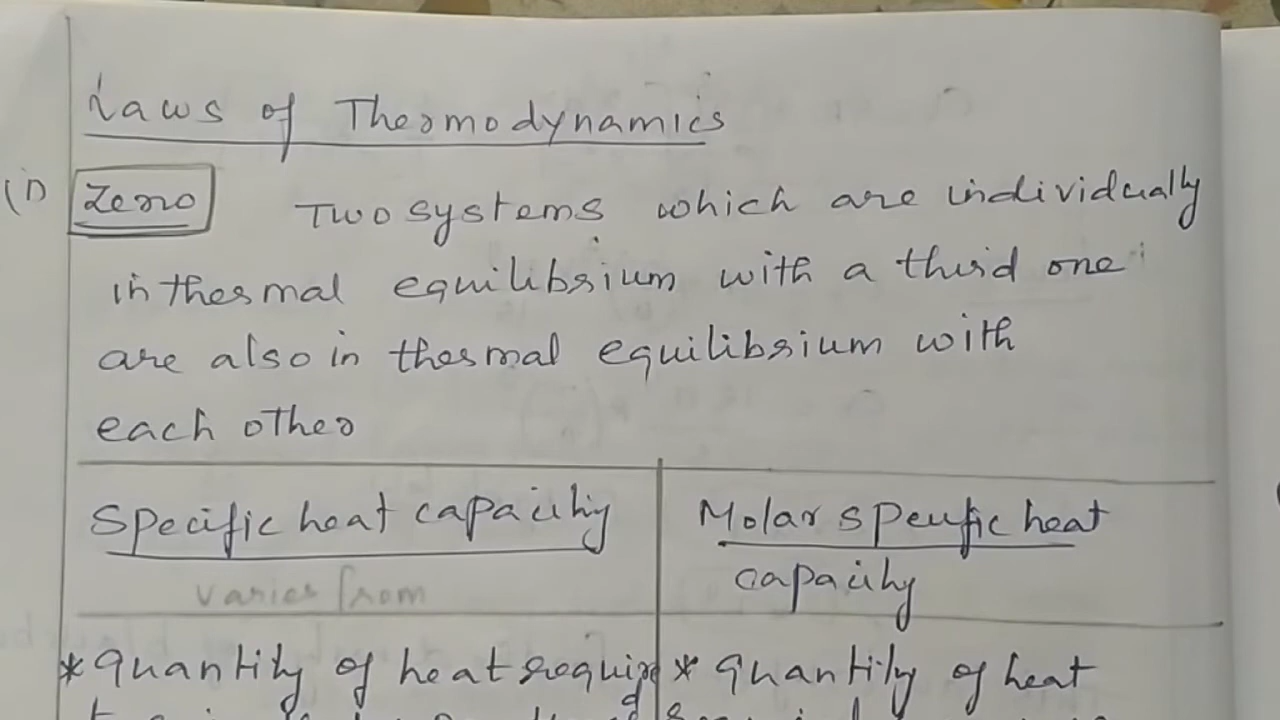 Laws of Thermodynamics
(1) Zero Two systems which are individually
in thermal equilibrium with a third one
are also in thermal equilibrium with
each other
Specific heat capacity
Molar specific heat
capacity
varies from
* Quantity of heat required
* Quantity of heat